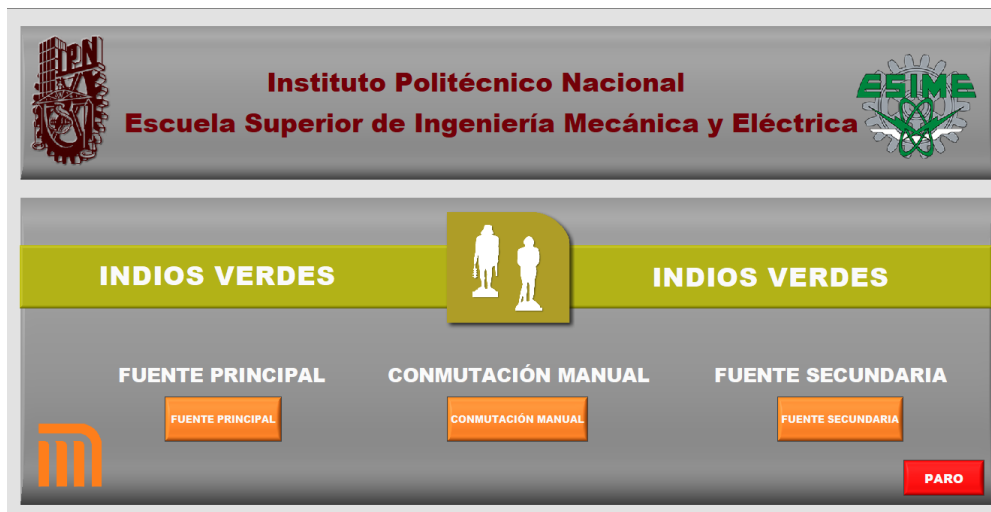 IPN
Instituto Politécnico Nacional
Escuela Superior de Ingeniería Mecánica y Eléctrica
ESIME
INDIOS VERDES
INDIOS VERDES
FUENTE PRINCIPAL
CONMUTACIÓN MANUAL
FUENTE SECUNDARIA
FUENTE PRINCIPAL
CONMUTACIÓN MANUAL
FUENTE SECUNDARIA
PARO